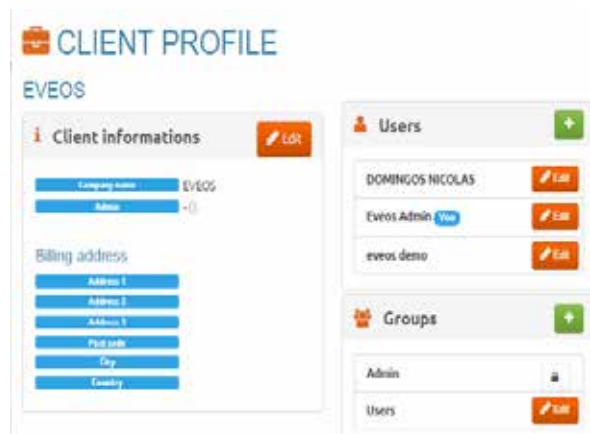 CLIENT PROFILE
EVEOS
i Client informations
Edit
Company name EVEOS
Admin - ()
Billing address
Address 1
Address 2
Address 3
Post code
City
Country
Users
+
DOMINGOS NICOLAS Edit
Eveos Admin You Edit
eveos demo Edit
Groups
+
Admin
Users Edit